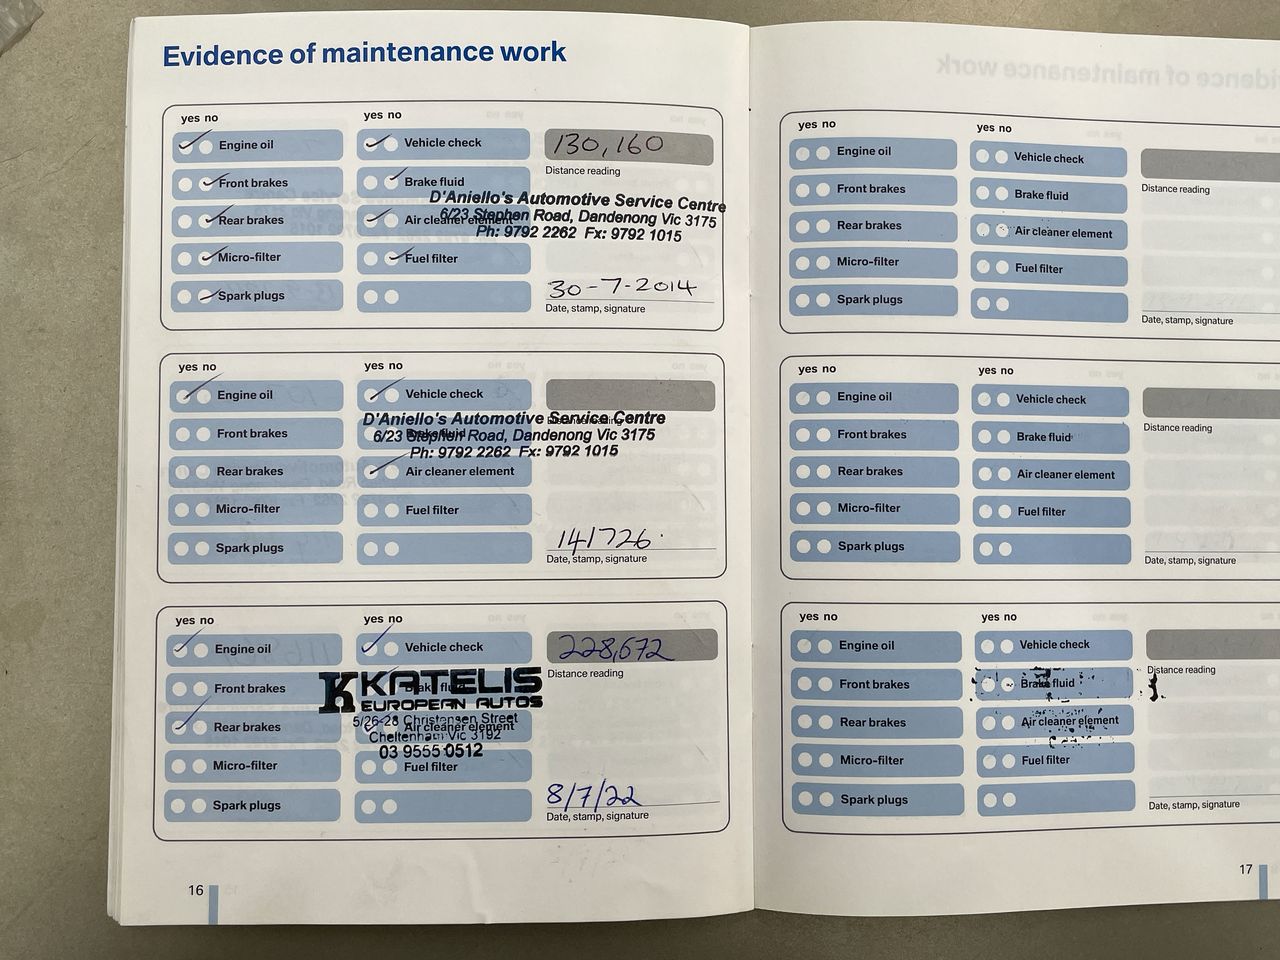 Evidence of maintenance work
yes no
yes no
Engine oil
Vehicle check
130,160
Distance reading
Front brakes
Brake fluid
D'Aniello's Automotive Service Centre
Rear brakes
Air cleaner element
6/23 Stephen Road, Dandenong Vic 3175
Ph: 9792 2262 Fx: 9792 1015
Micro-filter
Fuel filter
Spark plugs
30-7-2014
Date, stamp, signature
yes no
yes no
Engine oil
Vehicle check
Distance reading
D'Aniello's Automotive Service Centre
Front brakes
Brake fluid
6/23 Stephen Road, Dandenong Vic 3175
Ph: 9792 2262 Fx: 9792 1015
Rear brakes
Air cleaner element
Micro-filter
Fuel filter
Spark plugs
141726
Date, stamp, signature
yes no
yes no
Engine oil
Vehicle check
228,672
Distance reading
Front brakes
Brake fluid
KATELIS
EUROPEAN AUTOS
Rear brakes
Air cleaner element
5/26-28 Christensen Street
Cheltenham Vic 3192
03 9555 0512
Micro-filter
Fuel filter
Spark plugs
8/7/22
Date, stamp, signature
16
yes no
yes no
Engine oil
Vehicle check
Distance reading
Front brakes
Brake fluid
Rear brakes
Air cleaner element
Micro-filter
Fuel filter
Spark plugs
Date, stamp, signature
yes no
yes no
Engine oil
Vehicle check
Distance reading
Front brakes
Brake fluid
Rear brakes
Air cleaner element
Micro-filter
Fuel filter
Spark plugs
Date, stamp, signature
yes no
yes no
Engine oil
Vehicle check
Distance reading
Front brakes
Brake fluid
Rear brakes
Air cleaner element
Micro-filter
Fuel filter
Spark plugs
Date, stamp, signature
17